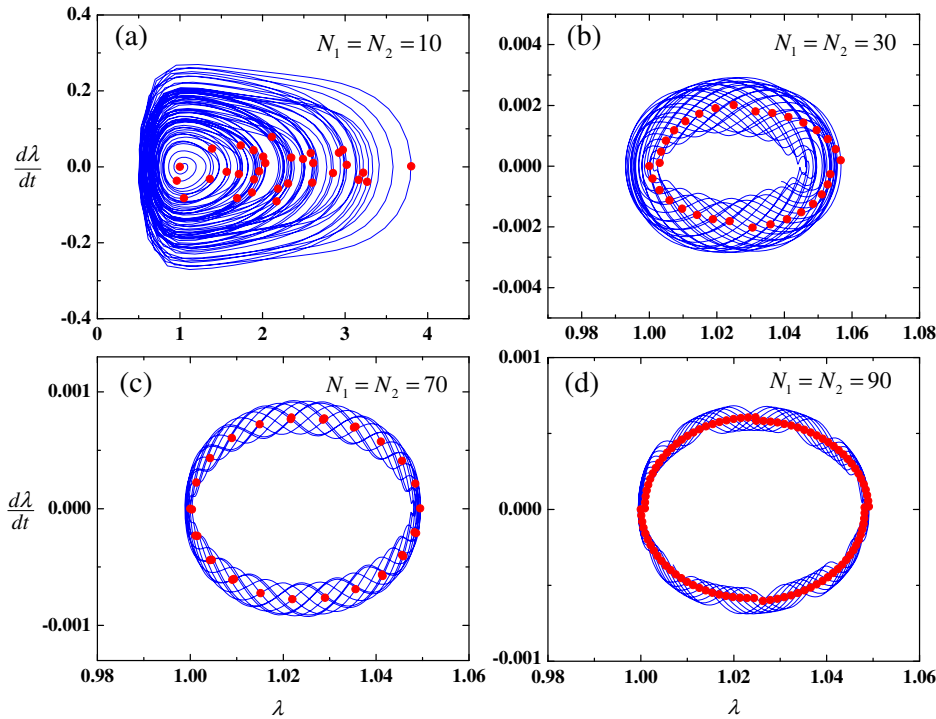 (a)
N₁ = N₂ = 10
0.4
0.2
0.0
-0.2
-0.4
dλ
dt
0
1
2
3
4
(b)
N₁ = N₂ = 30
0.004
0.002
0.000
-0.002
-0.004
0.98
1.00
1.02
1.04
1.06
1.08
(c)
N₁ = N₂ = 70
0.001
0.000
-0.001
dλ
dt
0.98
1.00
1.02
1.04
1.06
λ
(d)
N₁ = N₂ = 90
0.001
0.000
-0.001
0.98
1.00
1.02
1.04
1.06
λ